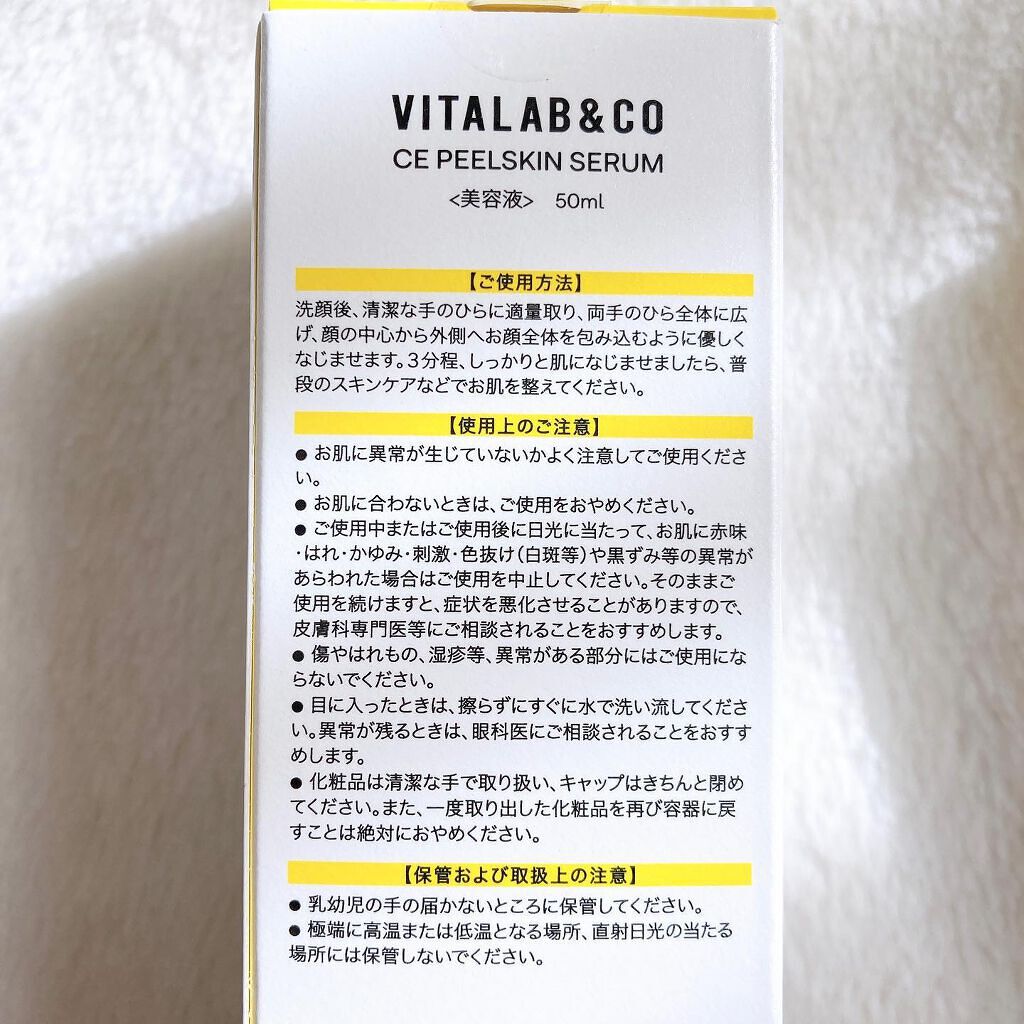 VITALAB&CO
CE PEELSKIN SERUM
<美容液> 50ml
【ご使用方法】
洗顔後、清潔な手のひらに適量取り、両手のひら全体に広
げ、顔の中心から外側へお顔全体を包み込むように優しく
なじませます。3分程、しっかりと肌になじませましたら、普
段のスキンケアなどでお肌を整えてください。
【使用上のご注意】
● お肌に異常が生じていないかよく注意してご使用くださ
い。
● お肌に合わないときは、ご使用をおやめください。
● ご使用中またはご使用後に日光に当たって、お肌に赤味
・はれ・かゆみ・刺激・色抜け(白斑等)や黒ずみ等の異常が
あらわれた場合はご使用を中止してください。そのままご
使用を続けますと、症状を悪化させることがありますので、
皮膚科専門医等にご相談されることをおすすめします。
● 傷やはれもの、湿疹等、異常がある部分にはご使用にな
らないでください。
● 目に入ったときは、擦らずにすぐに水で洗い流してくださ
い。異常が残るときは、眼科医にご相談されることをおすす
めします。
● 化粧品は清潔な手で取り扱い、キャップはきちんと閉め
てください。また、一度取り出した化粧品を再び容器に戻
すことは絶対におやめください。
【保管および取扱上の注意】
● 乳幼児の手の届かないところに保管してください。
● 極端に高温または低温となる場所、直射日光の当たる
場所には保管しないでください。